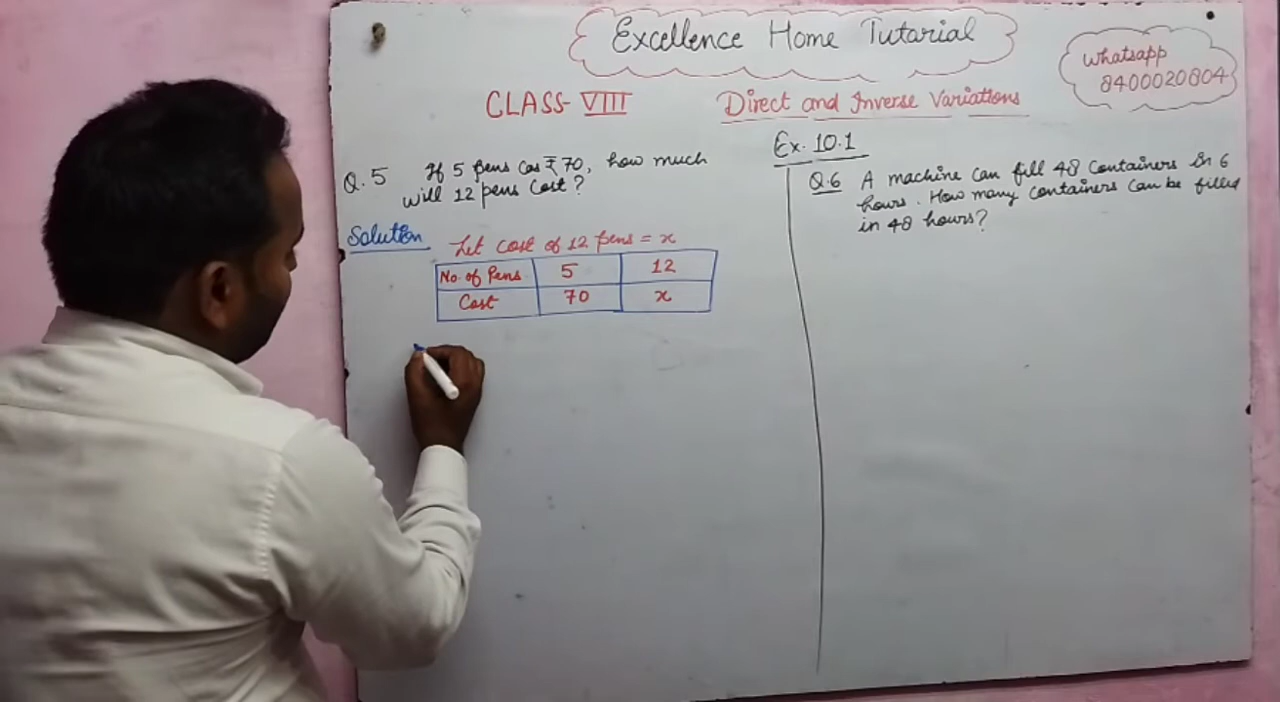 Excellence Home Tutarial
Whatsapp
8400020804
CLASS-VIII
Direct and Inverse Variations
Ex. 10.1
Q.5 If 5 pens cos ₹70, how much
will 12 pens cost?
Solution
Let cost of 12 pens = x
No. of Pens 5 12
Cost 70 x
Q.6 A machine can fill 48 containers in 6
hours. How many containers can be filled
in 48 hours?